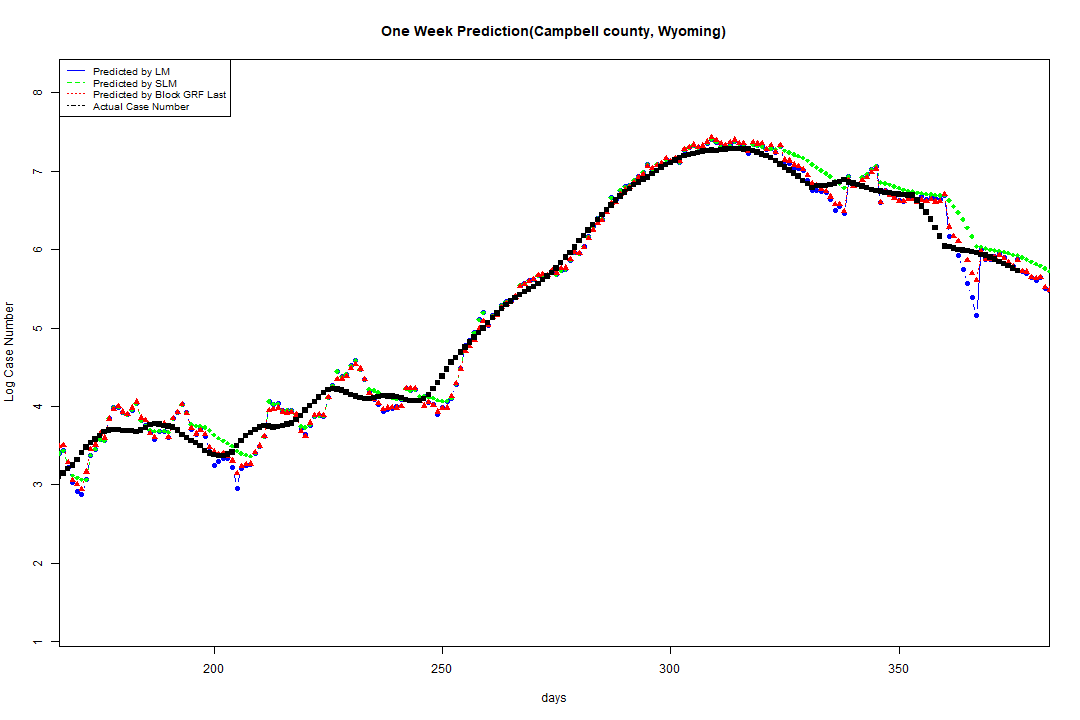 One Week Prediction(Campbell county, Wyoming)
Predicted by LM
Predicted by SLM
Predicted by Block GRF Last
Actual Case Number
8
7
6
5
4
3
2
1
Log Case Number
200 250 300 350
days